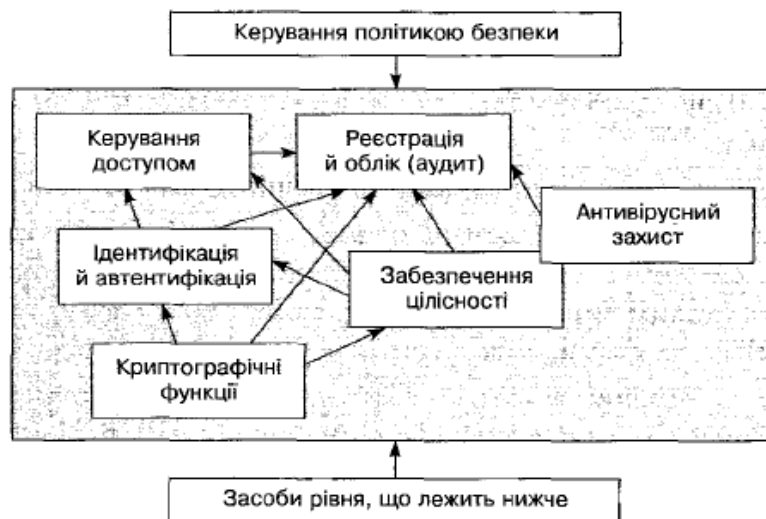 Керування політикою безпеки
Керування
доступом
Реєстрація
й облік (аудит)
Антивірусний
захист
Ідентифікація
й автентифікація
Забезпечення
цілісності
Криптографічні
функції
Засоби рівня, що лежить нижче